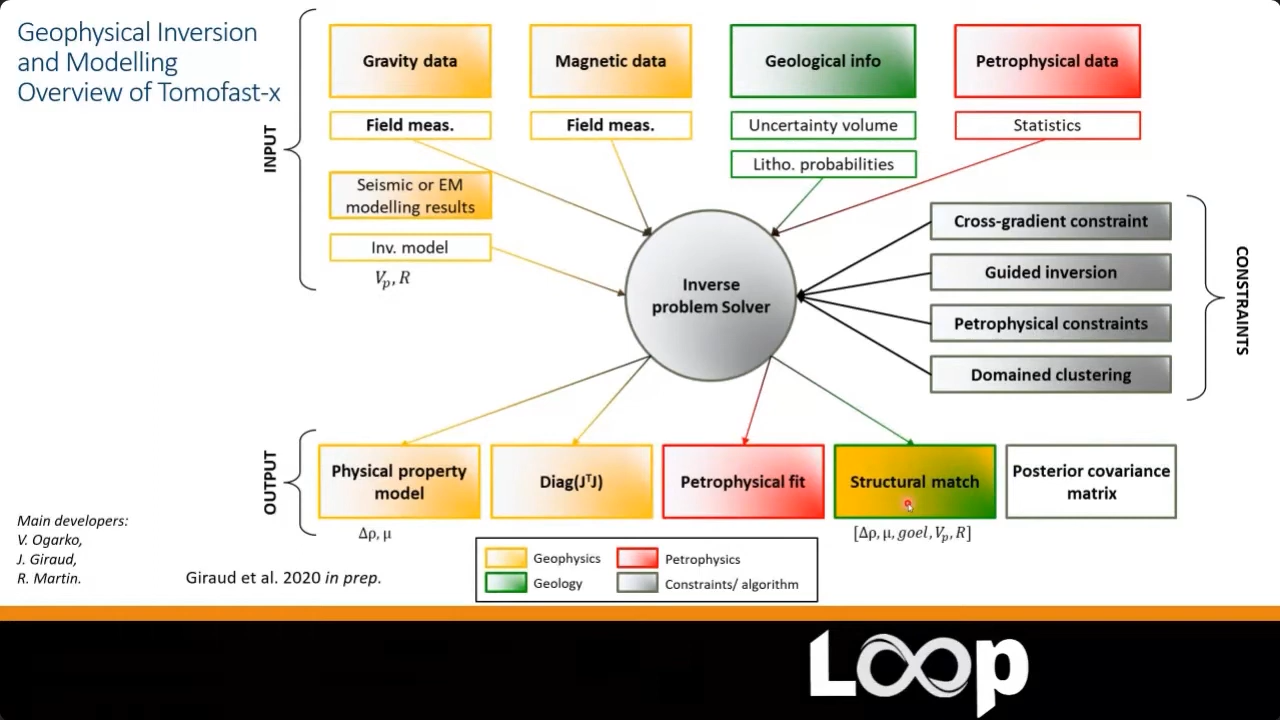 Geophysical Inversion
and Modelling
Overview of Tomofast-x
INPUT
Gravity data
Magnetic data
Geological info
Petrophysical data
Field meas.
Field meas.
Uncertainty volume
Statistics
Litho. probabilities
Seismic or EM
modelling results
Inv. model
Vₚ, R
Inverse
problem Solver
Cross-gradient constraint
Guided inversion
Petrophysical constraints
Domained clustering
CONSTRAINTS
OUTPUT
Physical property
model
Diag(JᵀJ)
Petrophysical fit
Structural match
Posterior covariance
matrix
Δρ, μ
[Δρ, μ, goel, Vₚ, R]
Main developers:
V. Ogarko,
J. Giraud,
R. Martin.
Giraud et al. 2020 in prep.
Geophysics
Petrophysics
Geology
Constraints/ algorithm
Loop